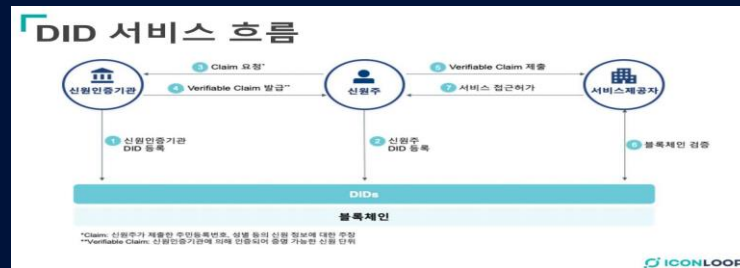 DID 서비스 흐름
3 Claim 요청*
5 Verifiable Claim 제출
4 Verifiable Claim 발급**
7 서비스 접근허가
신원인증기관
신원주
서비스제공자
1 신원인증기관
DID 등록
2 신원주
DID 등록
6 블록체인 검증
DIDs
블록체인
*Claim: 신원주가 제출한 주민등록번호, 성별 등의 신원 정보에 대한 주장
**Verifiable Claim: 신원인증기관에 의해 인증되어 증명 가능한 신원 단위
ICONLOOP